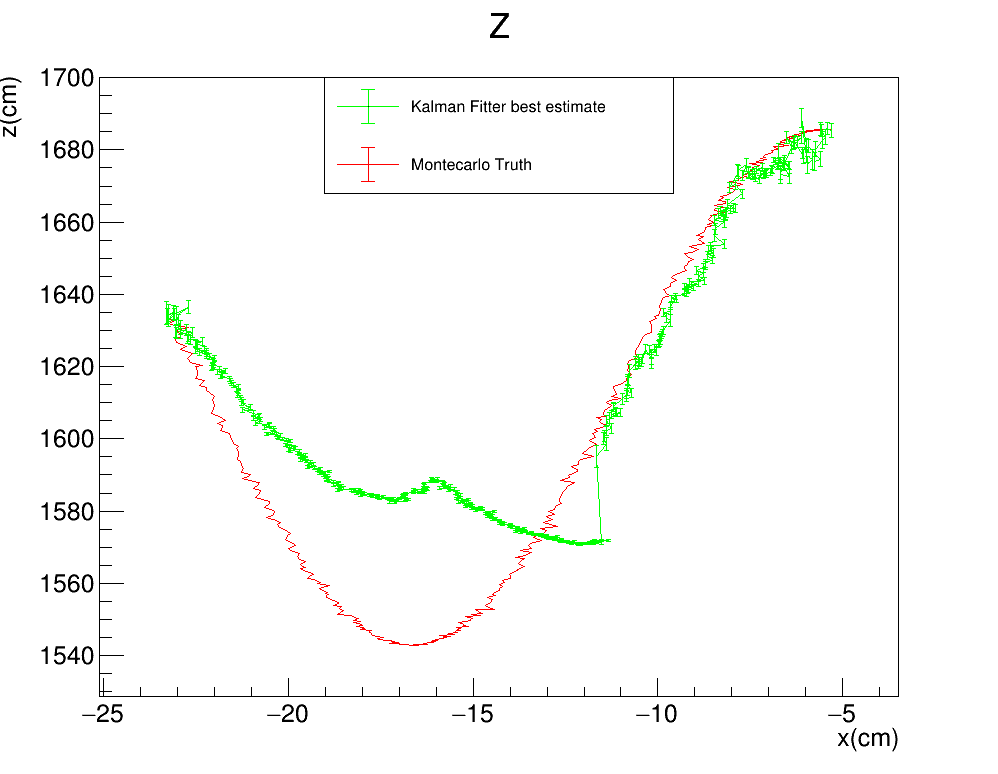 Z
z(cm)
1700
1680
1660
1640
1620
1600
1580
1560
1540
Kalman Fitter best estimate
Montecarlo Truth
−25 −20 −15 −10 −5
x(cm)